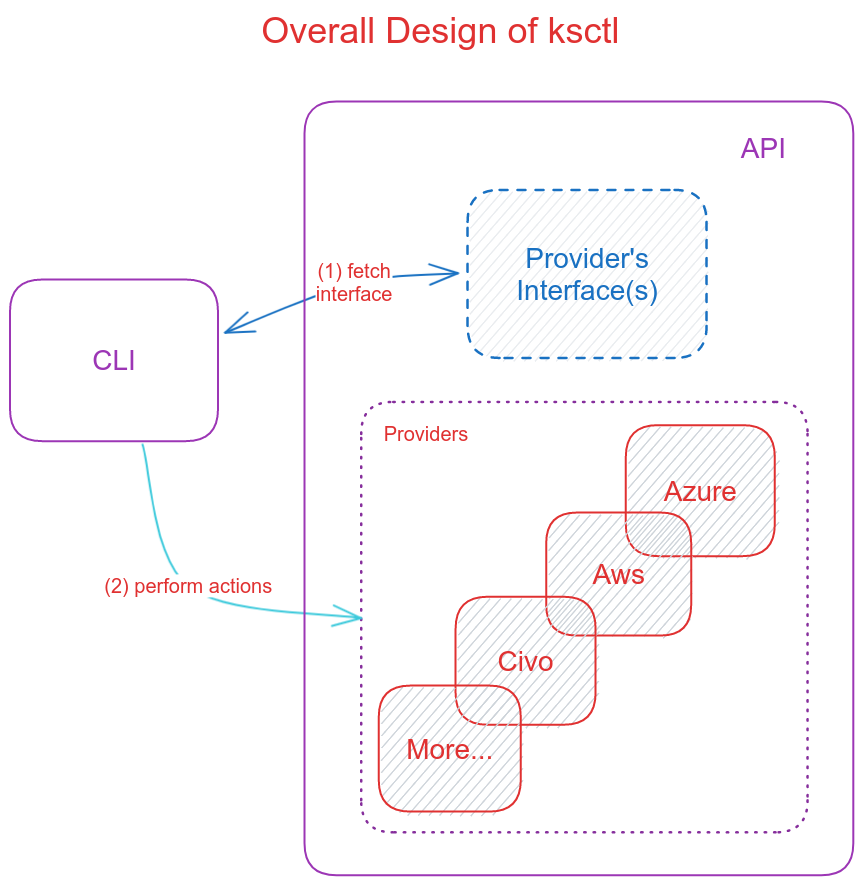 Overall Design of ksctl
API
Provider's
Interface(s)
(1) fetch
interface
CLI
Providers
Azure
Aws
(2) perform actions
Civo
More...